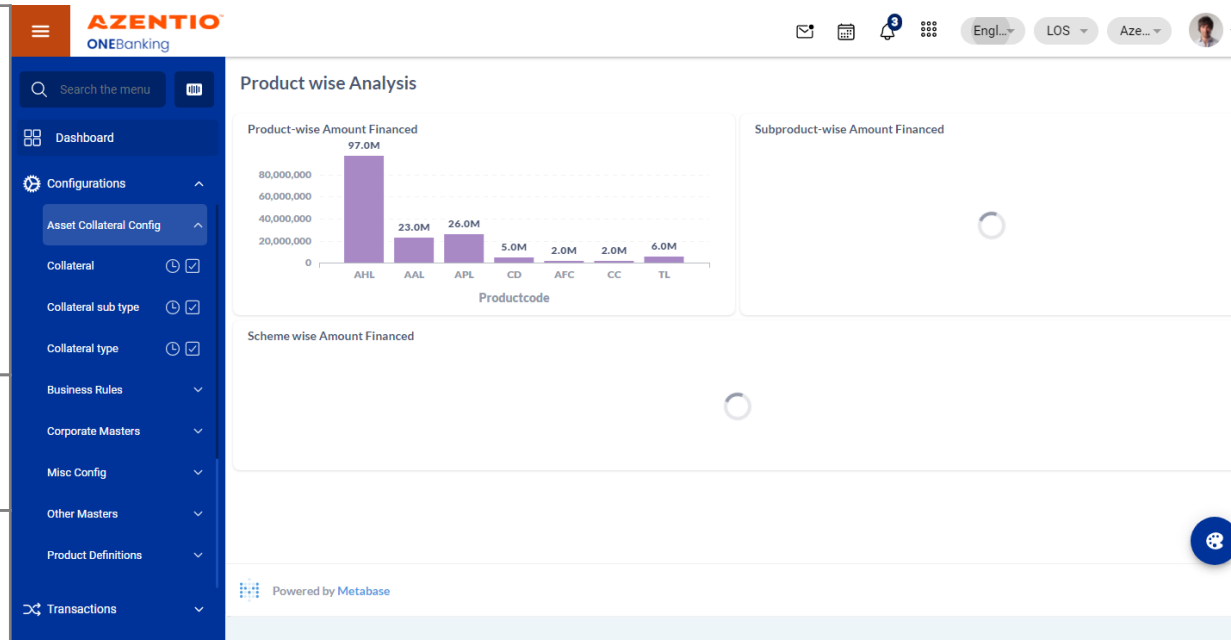 AZENTIO
ONEBanking
3
Engl...
LOS
Aze...
Search the menu
Dashboard
Configurations
Asset Collateral Config
Collateral
Collateral sub type
Collateral type
Business Rules
Corporate Masters
Misc Config
Other Masters
Product Definitions
Transactions
Product wise Analysis
Product-wise Amount Financed
97.0M
80,000,000
60,000,000
40,000,000
23.0M 26.0M
20,000,000
5.0M 2.0M 2.0M 6.0M
0
AHL AAL APL CD AFC CC TL
Productcode
Subproduct-wise Amount Financed
Scheme wise Amount Financed
Powered by Metabase